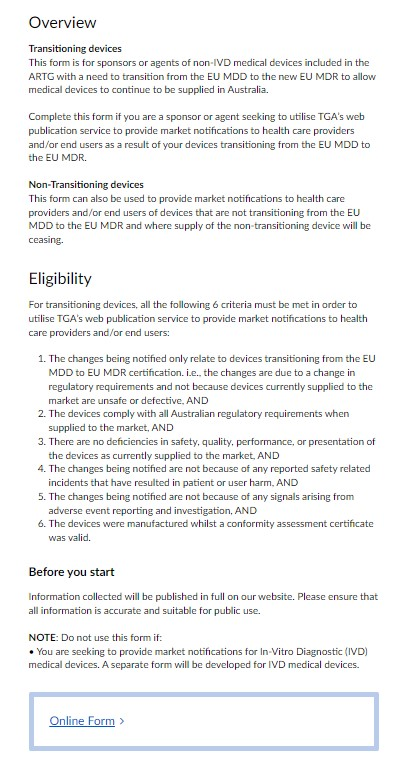 Overview
Transitioning devices
This form is for sponsors or agents of non-IVD medical devices included in the
ARTG with a need to transition from the EU MDD to the new EU MDR to allow
medical devices to continue to be supplied in Australia.
Complete this form if you are a sponsor or agent seeking to utilise TGA's web
publication service to provide market notifications to health care providers
and/or end users as a result of your devices transitioning from the EU MDD to
the EU MDR.
Non-Transitioning devices
This form can also be used to provide market notifications to health care
providers and/or end users of devices that are not transitioning from the EU
MDD to the EU MDR and where supply of the non-transitioning device will be
ceasing.
Eligibility
For transitioning devices, all the following 6 criteria must be met in order to
utilise TGA's web publication service to provide market notifications to health
care providers and/or end users:
1. The changes being notified only relate to devices transitioning from the EU
MDD to EU MDR certification. i.e., the changes are due to a change in
regulatory requirements and not because devices currently supplied to the
market are unsafe or defective, AND
2. The devices comply with all Australian regulatory requirements when
supplied to the market, AND
3. There are no deficiencies in safety, quality, performance, or presentation of
the devices as currently supplied to the market, AND
4. The changes being notified are not because of any reported safety related
incidents that have resulted in patient or user harm, AND
5. The changes being notified are not because of any signals arising from
adverse event reporting and investigation, AND
6. The devices were manufactured whilst a conformity assessment certificate
was valid.
Before you start
Information collected will be published in full on our website. Please ensure that
all information is accurate and suitable for public use.
NOTE: Do not use this form if:
• You are seeking to provide market notifications for In-Vitro Diagnostic (IVD)
medical devices. A separate form will be developed for IVD medical devices.
Online Form >